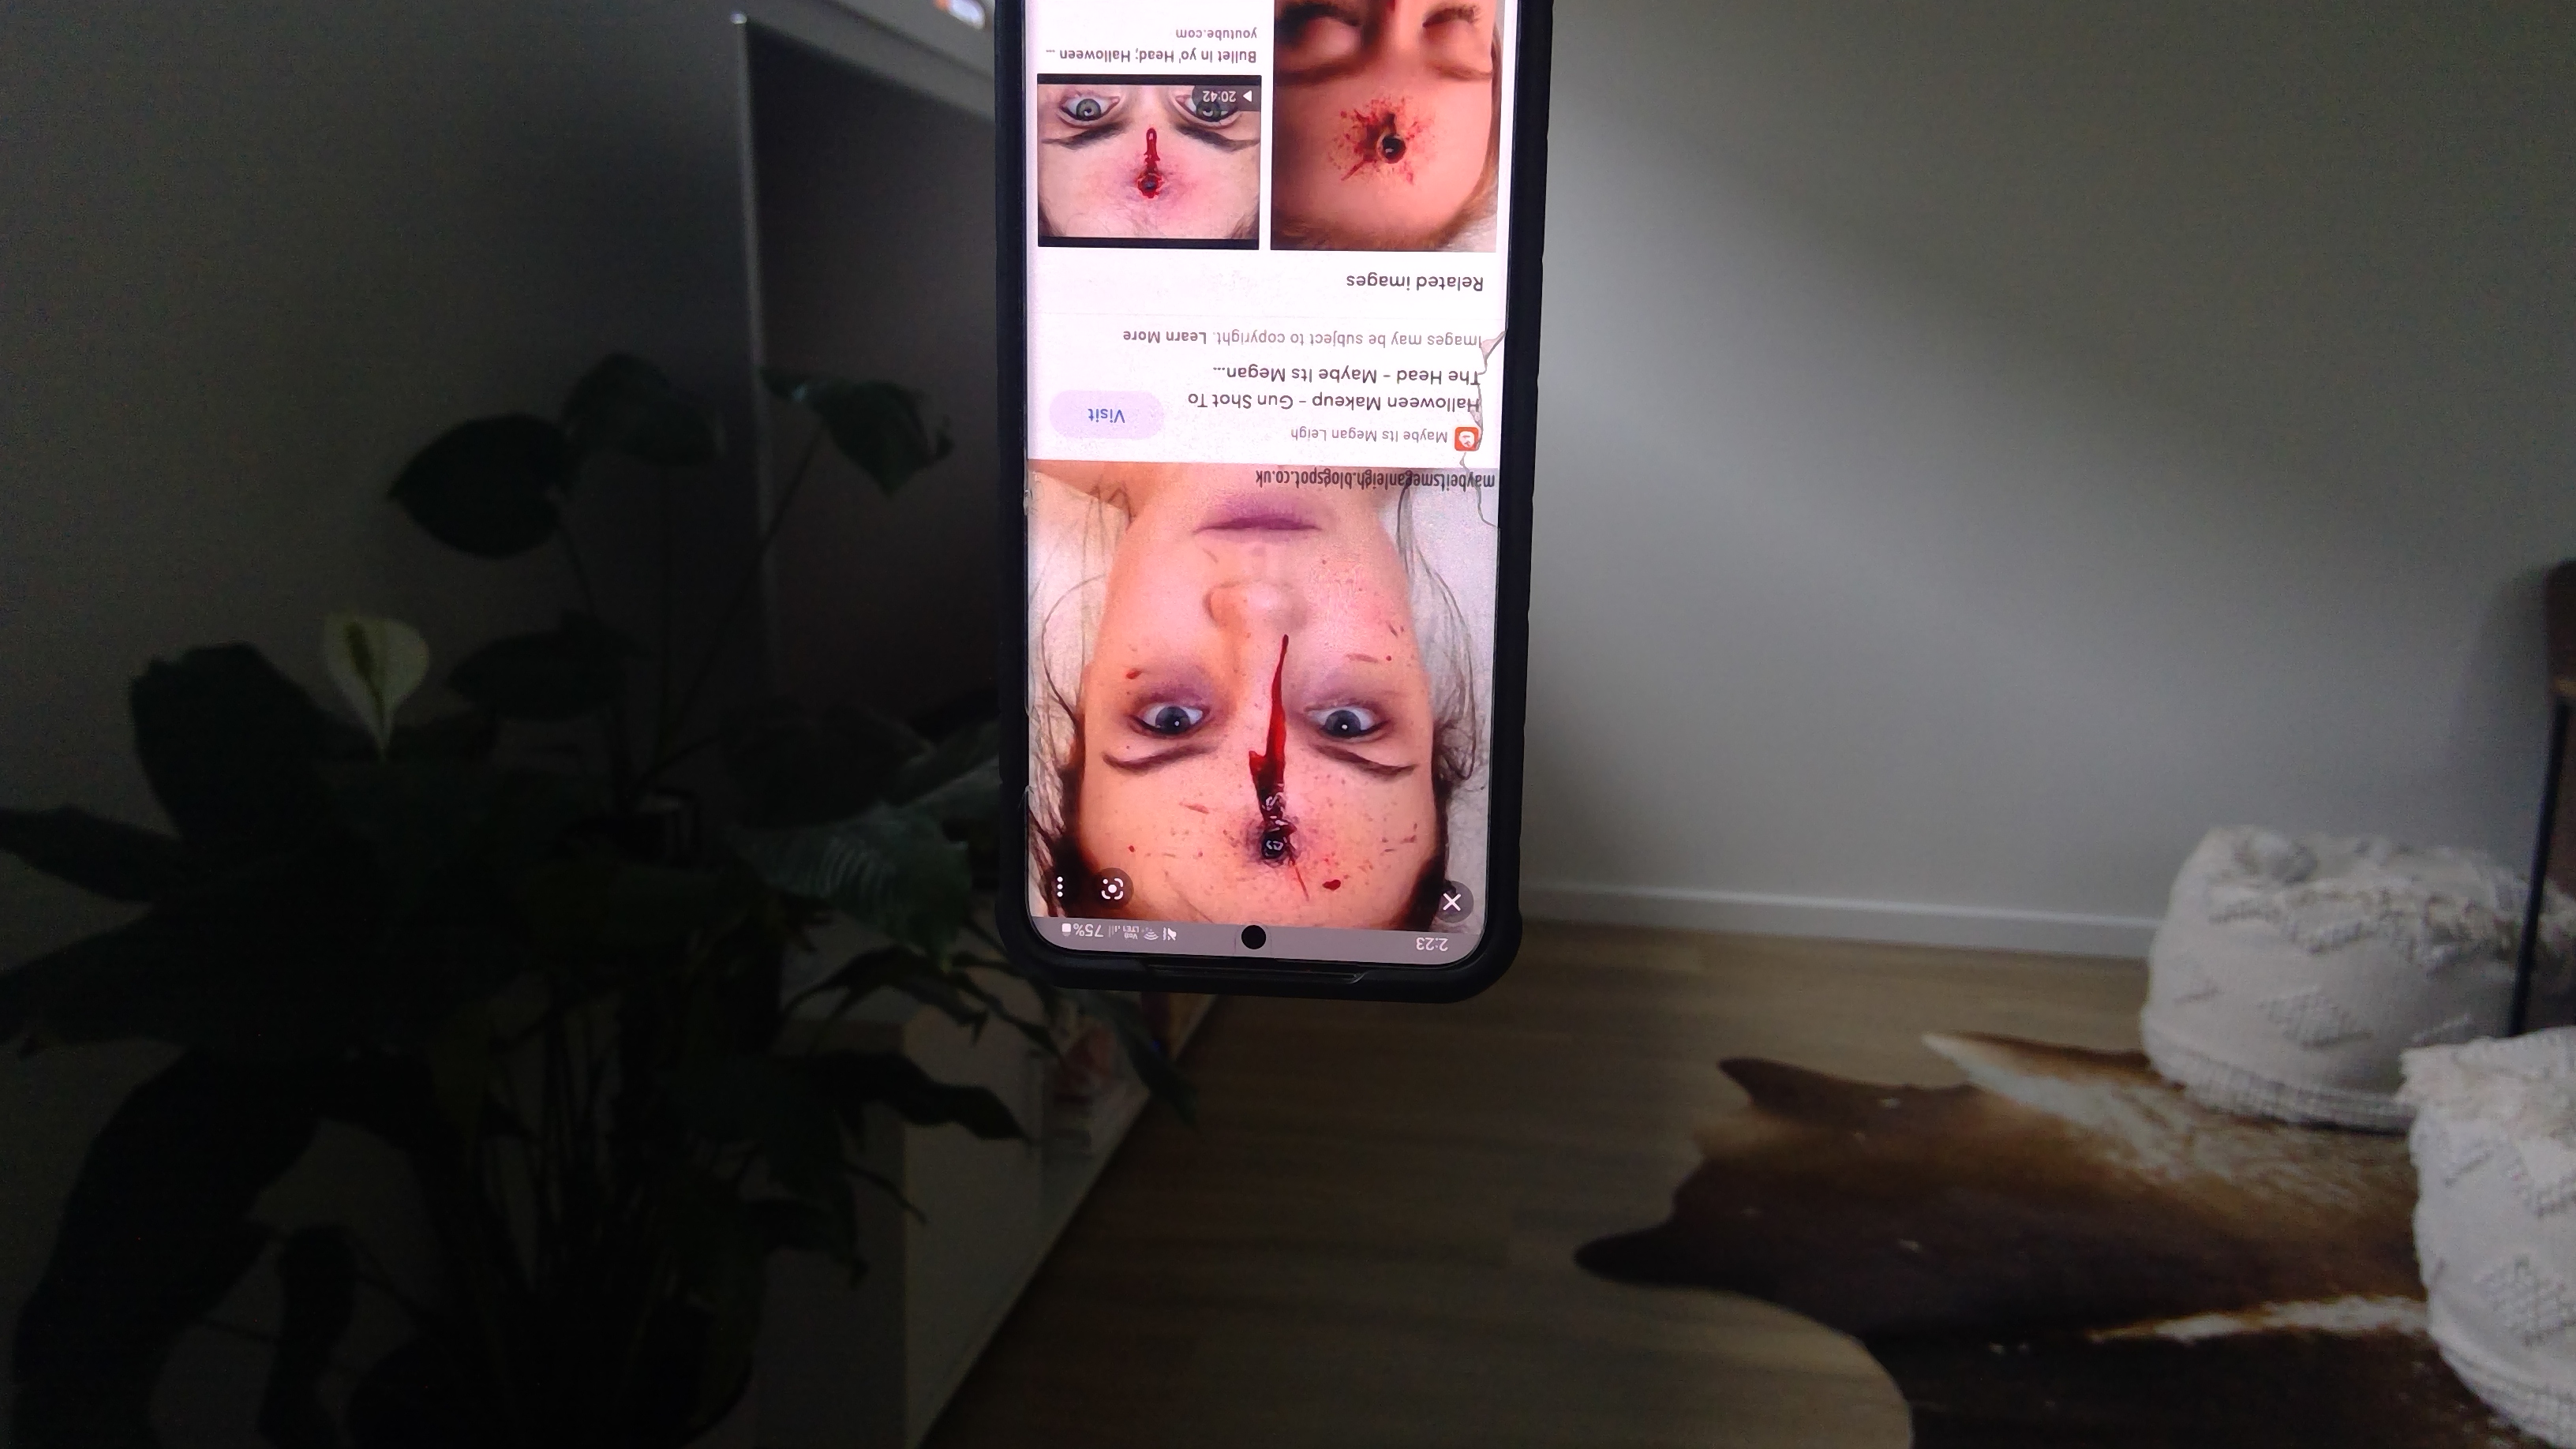 2:23
75%
maybeitsmeganleigh.blogspot.co.uk
Maybe Its Megan Leigh
Halloween Makeup - Gun Shot To
The Head - Maybe Its Megan...
Visit
Images may be subject to copyright. Learn More
Related images
20:42
Bullet In yo' Head; Halloween ...
youtube.com